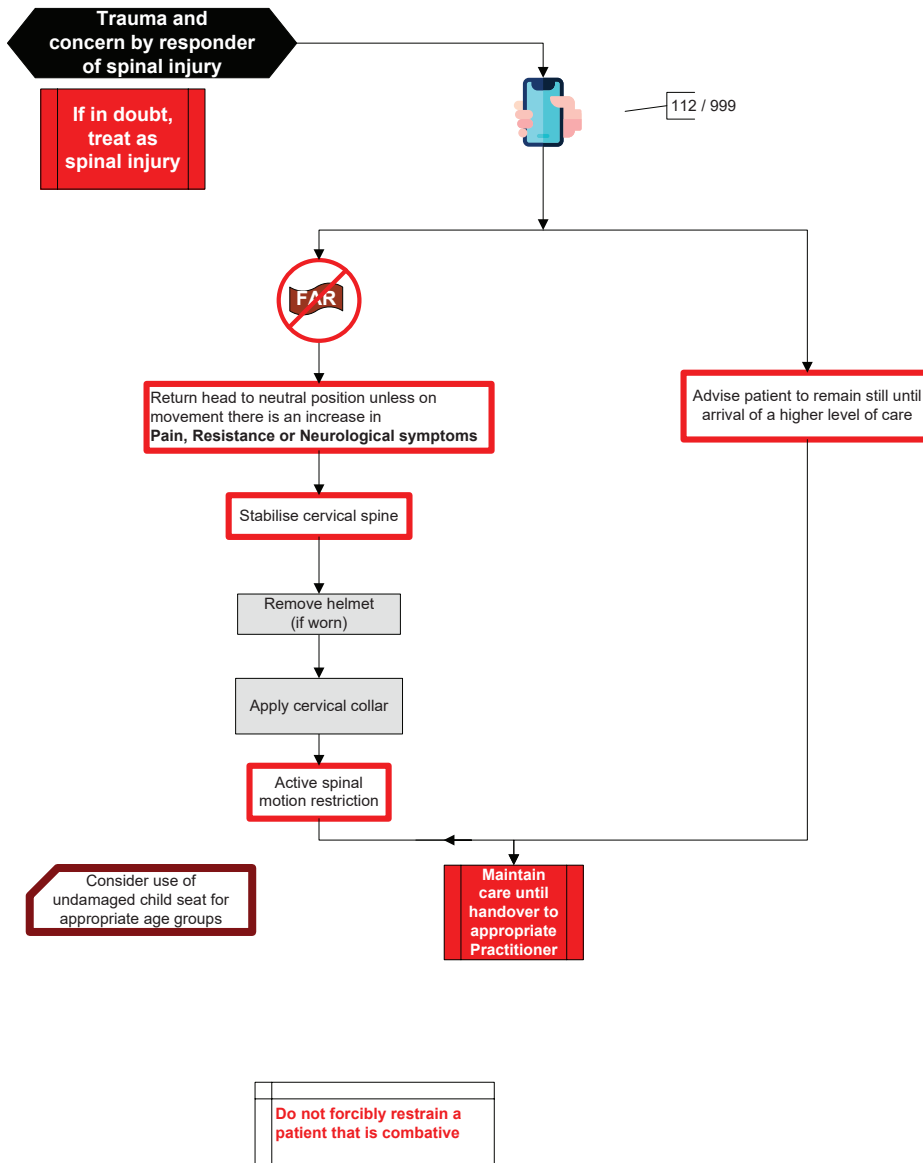 Trauma and
concern by responder
of spinal injury
If in doubt,
treat as
spinal injury
112 / 999
FAR
Return head to neutral position unless on
movement there is an increase in
Pain, Resistance or Neurological symptoms
Advise patient to remain still until
arrival of a higher level of care
Stabilise cervical spine
Remove helmet
(if worn)
Apply cervical collar
Active spinal
motion restriction
Consider use of
undamaged child seat for
appropriate age groups
Maintain
care until
handover to
appropriate
Practitioner
Do not forcibly restrain a
patient that is combative